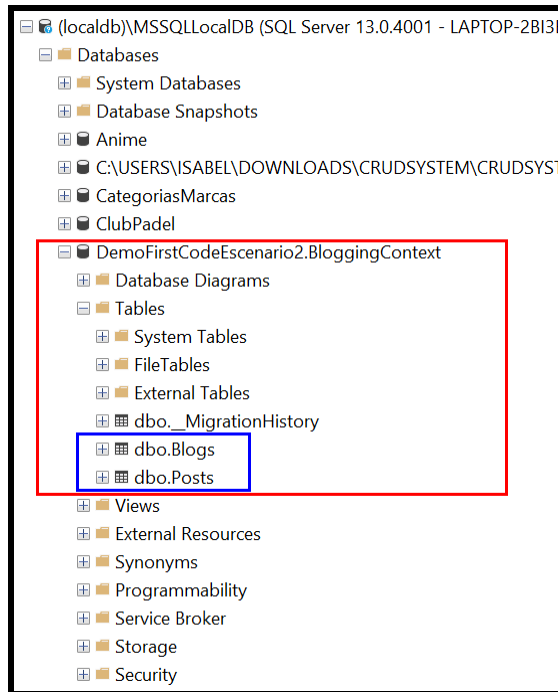 (localdb)\MSSQLLocalDB (SQL Server 13.0.4001 - LAPTOP-2BI3
Databases
System Databases
Database Snapshots
Anime
C:\USERS\ISABEL\DOWNLOADS\CRUDSYSTEM\CRUDSYST
CategoriasMarcas
ClubPadel
DemoFirstCodeEscenario2.BloggingContext
Database Diagrams
Tables
System Tables
FileTables
External Tables
dbo.__MigrationHistory
dbo.Blogs
dbo.Posts
Views
External Resources
Synonyms
Programmability
Service Broker
Storage
Security